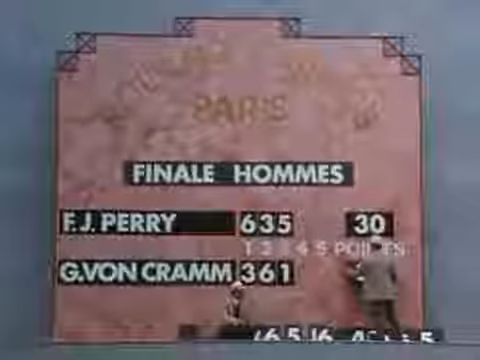 PARIS
FINALE HOMMES
F.J. PERRY 635 30
1 2 3 4 5 POINTS
G.VON CRAMM 361